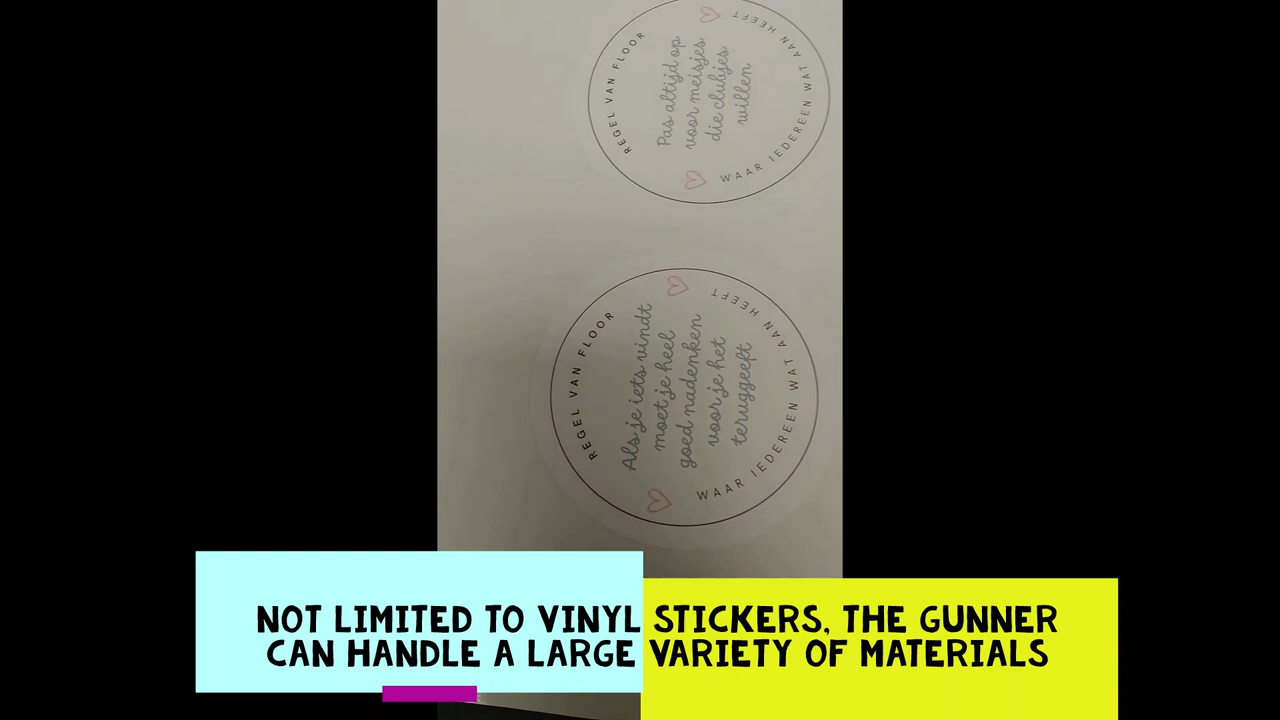 REGEL VAN FLOOR
Pas altijd op
voor meisjes
die clubjes
willen
WAAR IEDEREEN WAT AAN HEEFT
REGEL VAN FLOOR
Als je iets vindt
moet je heel
goed nadenken
voor je het
teruggeeft
WAAR IEDEREEN WAT AAN HEEFT
NOT LIMITED TO VINYL STICKERS, THE GUNNER
CAN HANDLE A LARGE VARIETY OF MATERIALS